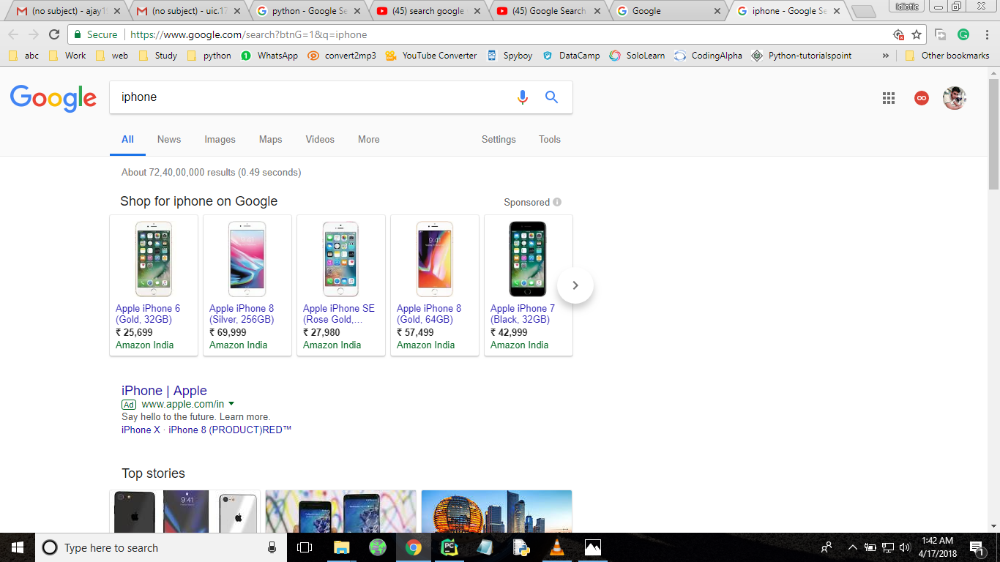 (no subject) - ajay1
(no subject) - uic.17
python - Google Se
(45) search google
(45) Google Search
Google
iphone - Google Se
Idiotic
Secure
https://www.google.com/search?btnG=1&q=iphone
abc
Work
web
Study
python
WhatsApp
convert2mp3
YouTube Converter
Spyboy
DataCamp
SoloLearn
CodingAlpha
Python-tutorialspoint
»
Other bookmarks
Google
iphone
All
News
Images
Maps
Videos
More
Settings
Tools
About 72,40,00,000 results (0.49 seconds)
Shop for iphone on Google
Sponsored
Apple iPhone 6
(Gold, 32GB)
₹ 25,699
Amazon India
Apple iPhone 8
(Silver, 256GB)
₹ 69,999
Amazon India
Apple iPhone SE
(Rose Gold,...
₹ 27,980
Amazon India
Apple iPhone 8
(Gold, 64GB)
₹ 57,499
Amazon India
Apple iPhone 7
(Black, 32GB)
₹ 42,999
Amazon India
iPhone | Apple
Ad www.apple.com/in
Say hello to the future. Learn more.
iPhone X · iPhone 8 (PRODUCT)RED™
Top stories
9:41
Type here to search
PC
1:42 AM
4/17/2018
1